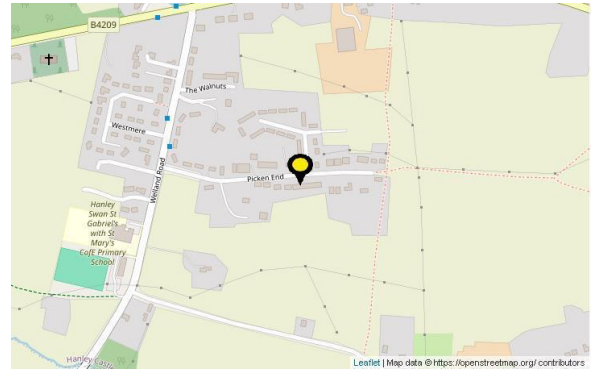 B4209
The Walnuts
Westmere
Welland Road
Picken End
Hanley
Swan St
Gabriel's
with St
Mary's
CofE Primary
School
Hanley Castle
Leaflet | Map data © https://openstreetmap.org/ contributors